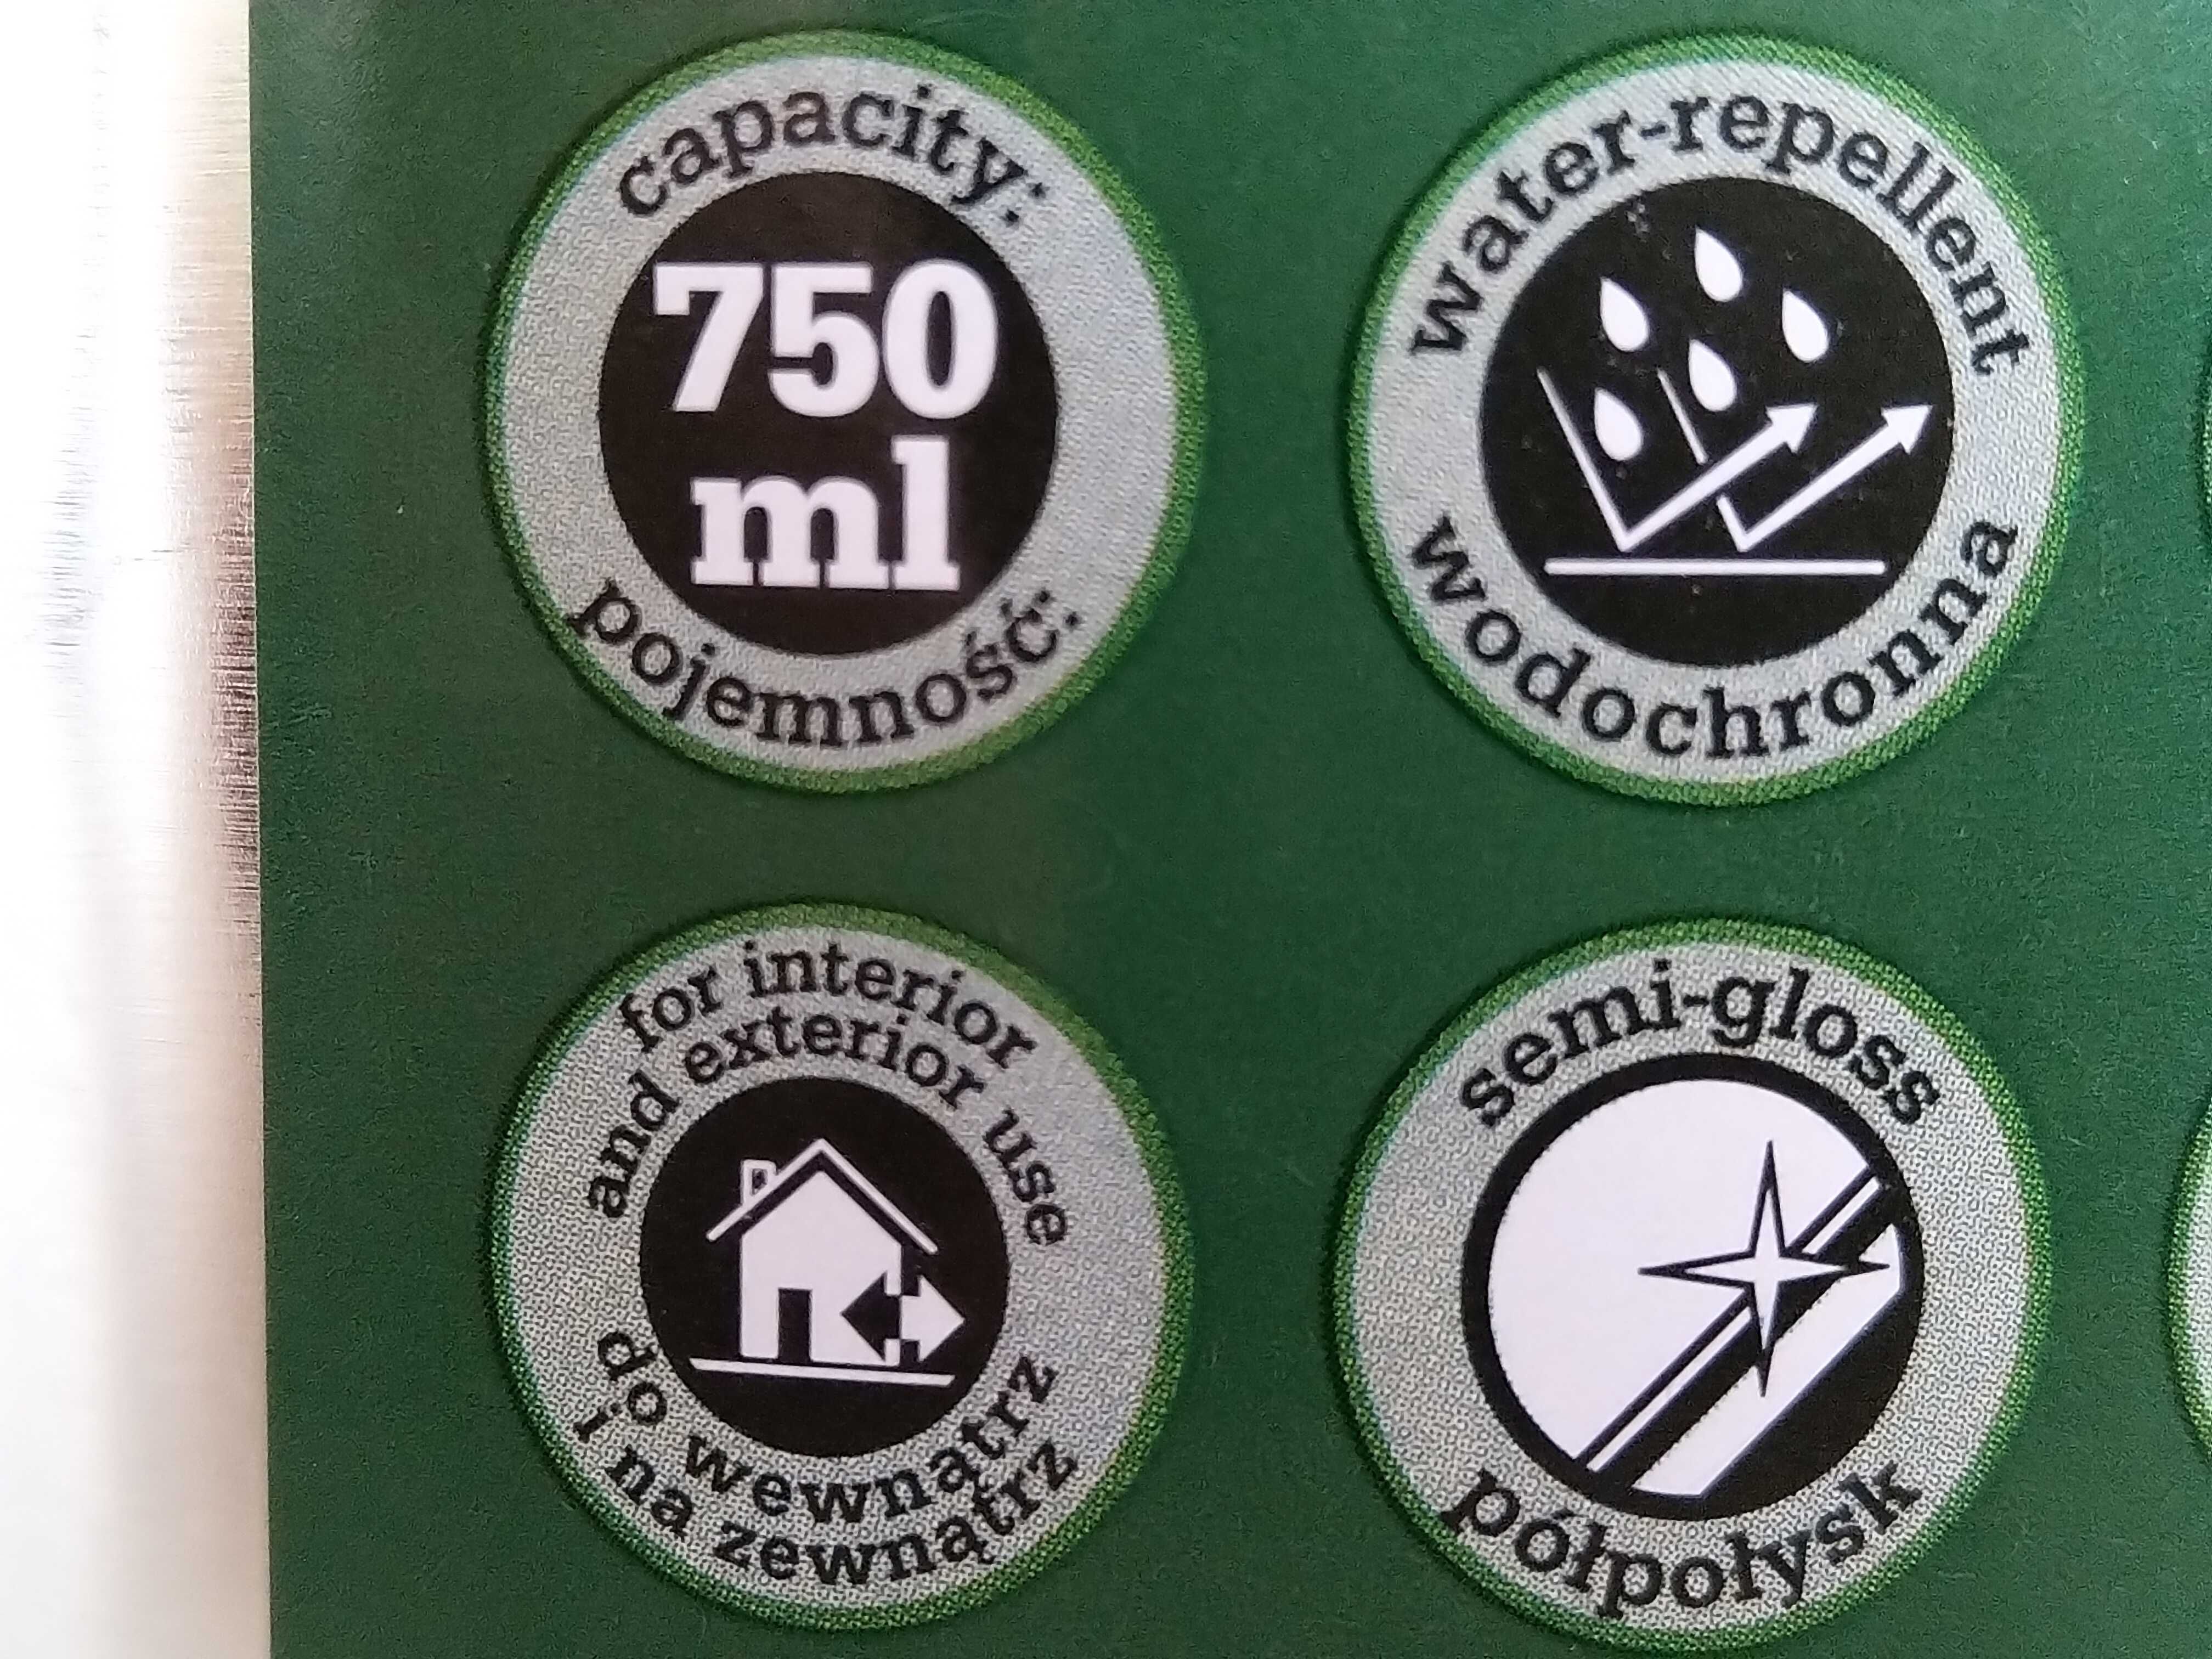 capacity:
750
ml
pojemność:
water-repellent
wodochronna
for interior
and exterior use
do wewnątrz
i na zewnątrz
semi-gloss
półpołysk